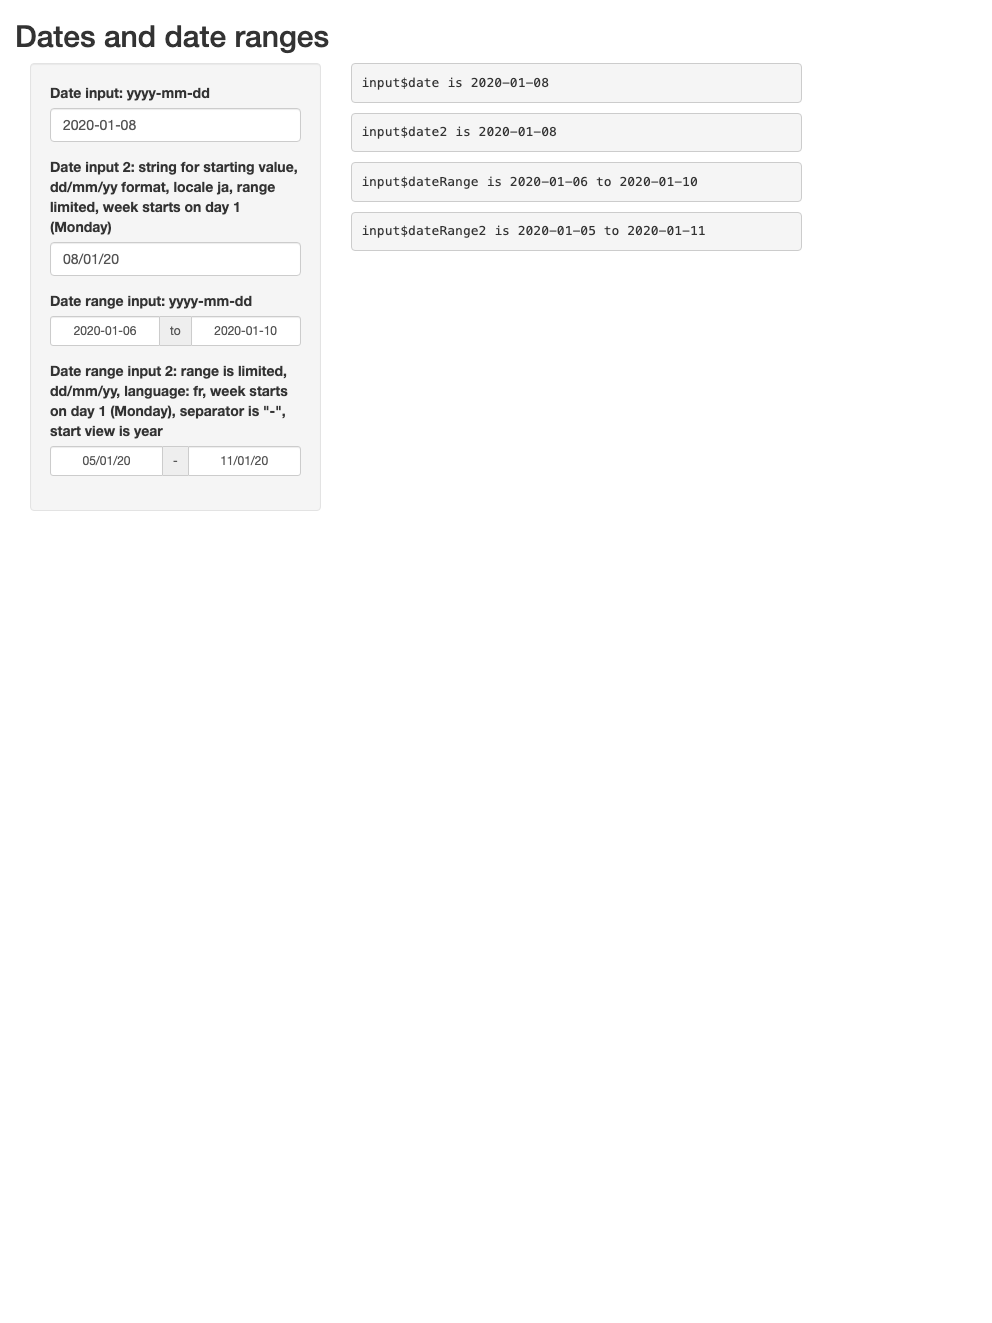 Dates and date ranges
Date input: yyyy-mm-dd
2020-01-08
Date input 2: string for starting value,
dd/mm/yy format, locale ja, range
limited, week starts on day 1
(Monday)
08/01/20
Date range input: yyyy-mm-dd
2020-01-06 to 2020-01-10
Date range input 2: range is limited,
dd/mm/yy, language: fr, week starts
on day 1 (Monday), separator is "-",
start view is year
05/01/20 - 11/01/20
input$date is 2020-01-08
input$date2 is 2020-01-08
input$dateRange is 2020-01-06 to 2020-01-10
input$dateRange2 is 2020-01-05 to 2020-01-11